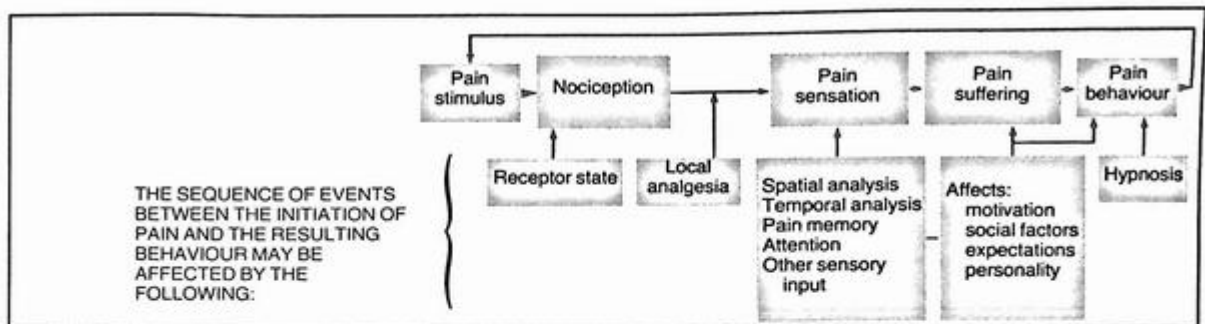 Pain
stimulus
Nociception
Pain
sensation
Pain
suffering
Pain
behaviour
Receptor state
Local
analgesia
Spatial analysis
Temporal analysis
Pain memory
Attention
Other sensory
input
Affects:
motivation
social factors
expectations
personality
Hypnosis
THE SEQUENCE OF EVENTS
BETWEEN THE INITIATION OF
PAIN AND THE RESULTING
BEHAVIOUR MAY BE
AFFECTED BY THE
FOLLOWING: